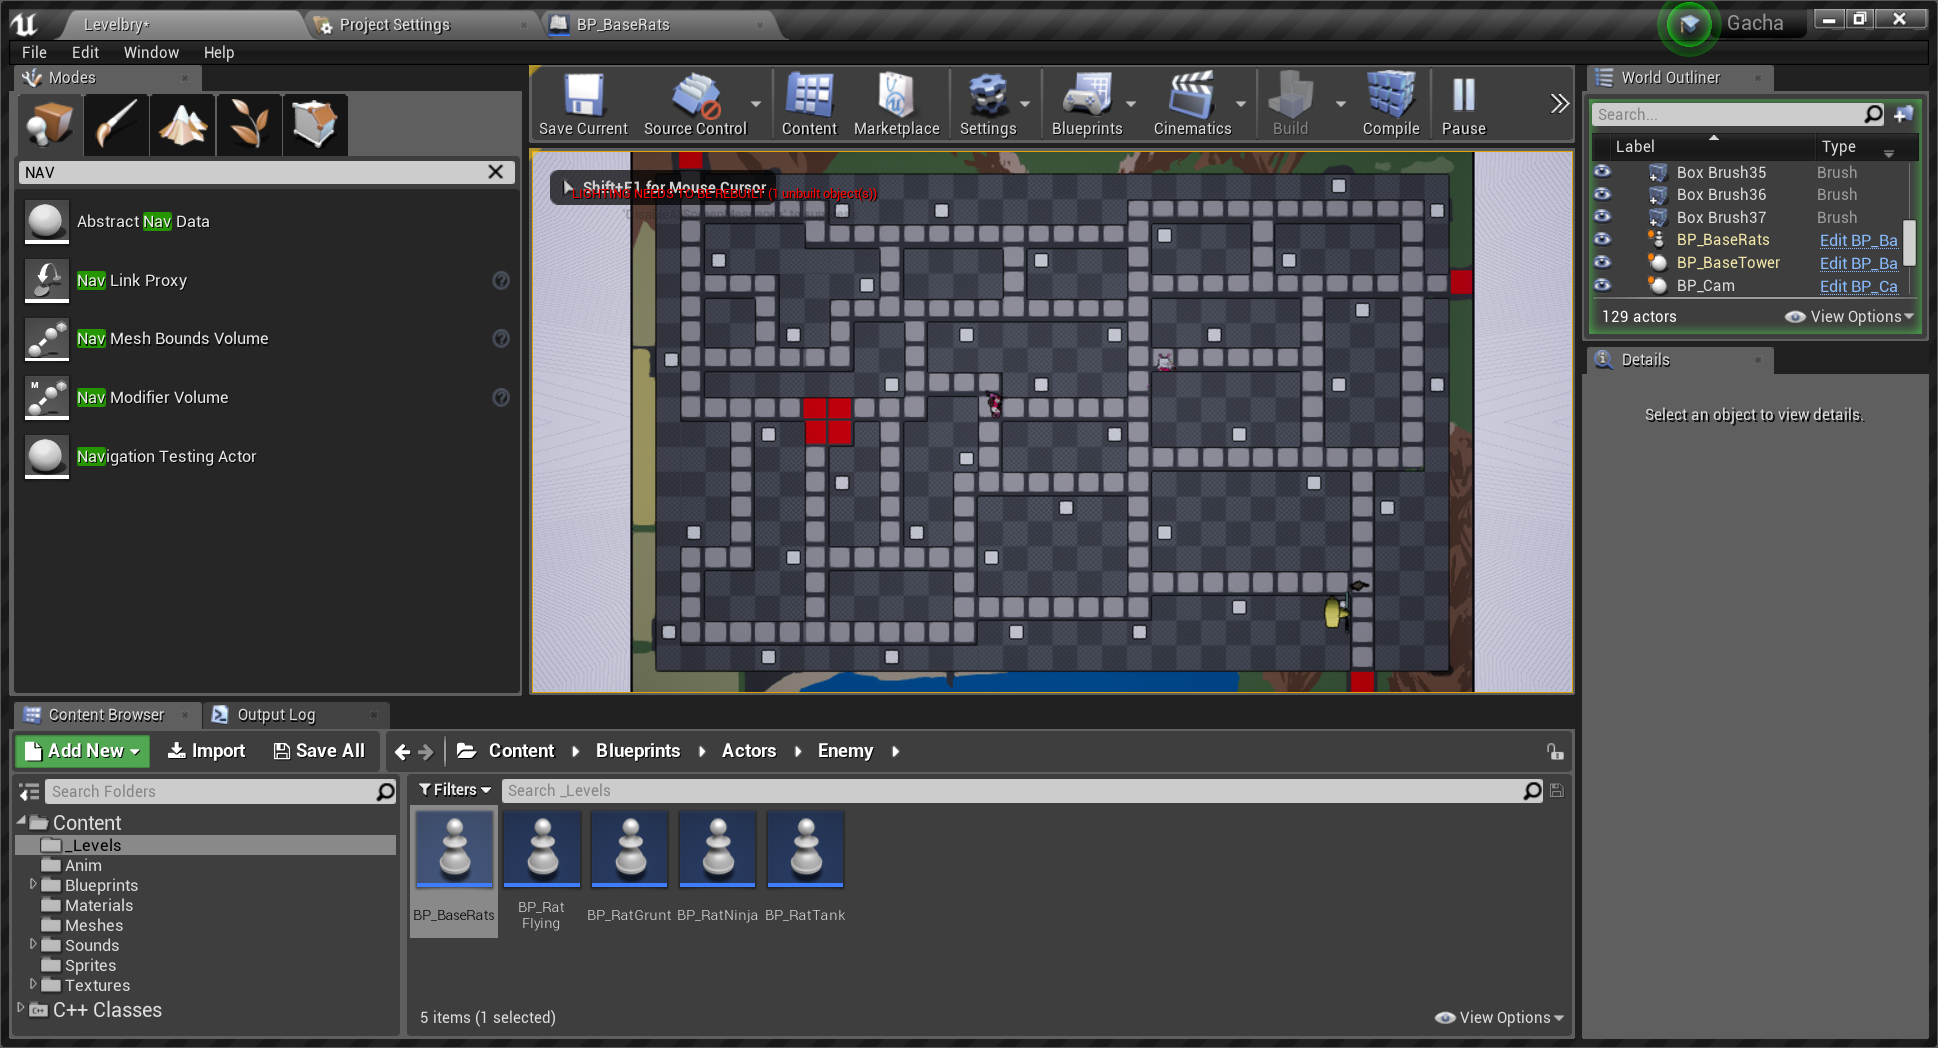 Levelbry*
Project Settings
BP_BaseRats
Gacha
File
Edit
Window
Help
Modes
NAV
Abstract Nav Data
Nav Link Proxy
Nav Mesh Bounds Volume
Nav Modifier Volume
Navigation Testing Actor
Save Current
Source Control
Content
Marketplace
Settings
Blueprints
Cinematics
Build
Compile
Pause
Shift+F1 for Mouse Cursor
LIGHTING NEEDS TO BE REBUILT (1 unbuilt object(s))
World Outliner
Search...
Label
Type
Box Brush35
Brush
Box Brush36
Brush
Box Brush37
Brush
BP_BaseRats
Edit BP_Ba
BP_BaseTower
Edit BP_Ba
BP_Cam
Edit BP_Ca
129 actors
View Options
Details
Select an object to view details.
Content Browser
Output Log
Add New
Import
Save All
Content
Blueprints
Actors
Enemy
Search Folders
Filters
Search _Levels
Content
_Levels
Anim
Blueprints
Materials
Meshes
Sounds
Sprites
Textures
C++ Classes
BP_BaseRats
BP_Rat
Flying
BP_RatGrunt
BP_RatNinja
BP_RatTank
5 items (1 selected)
View Options